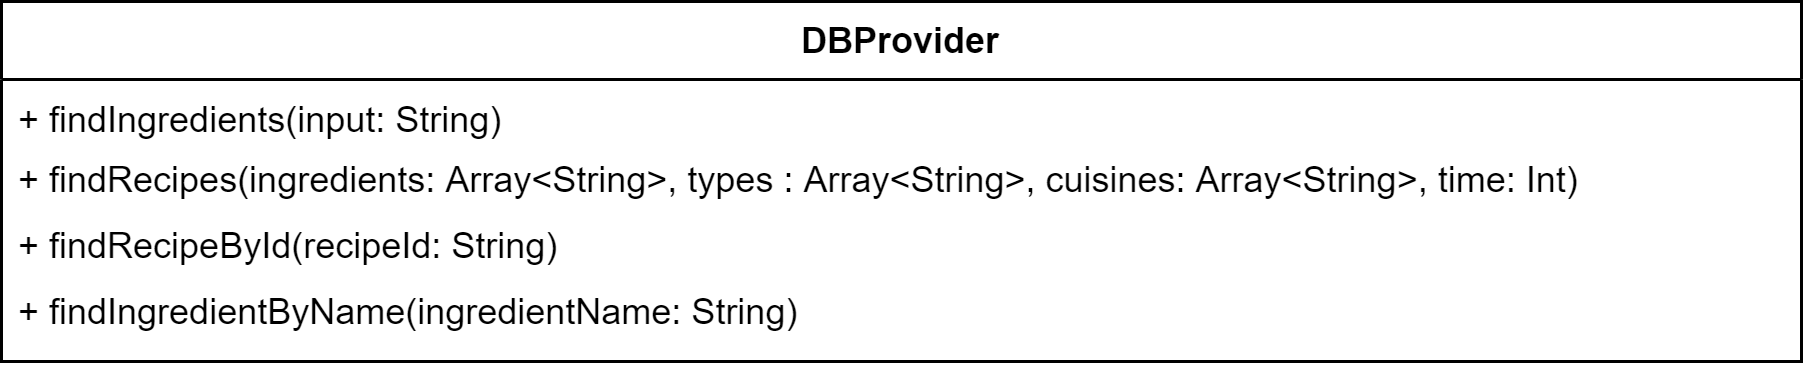 DBProvider
+ findIngredients(input: String)
+ findRecipes(ingredients: Array<String>, types : Array<String>, cuisines: Array<String>, time: Int)
+ findRecipeById(recipeId: String)
+ findIngredientByName(ingredientName: String)